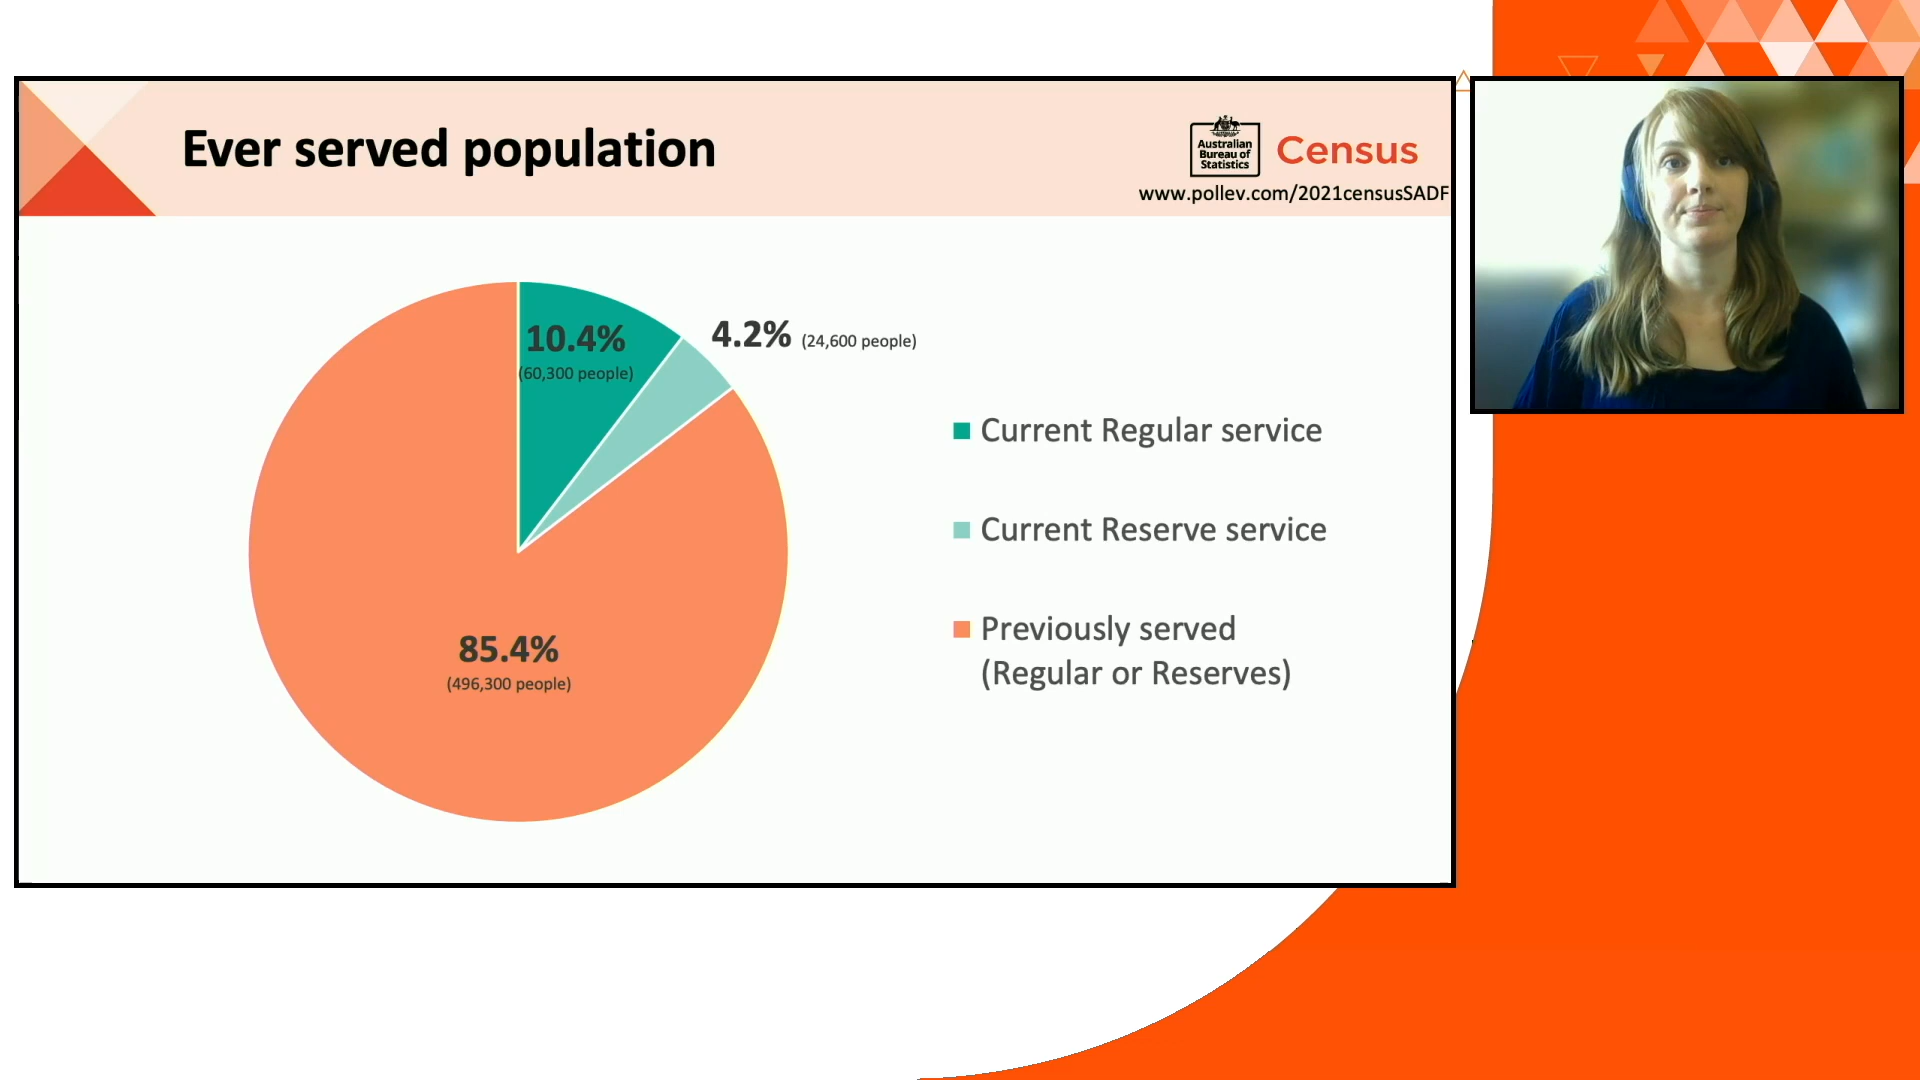 Ever served population
Australian
Bureau of
Statistics
Census
www.pollev.com/2021censusSADF
10.4%
(60,300 people)
4.2% (24,600 people)
Current Regular service
Current Reserve service
Previously served
(Regular or Reserves)
85.4%
(496,300 people)